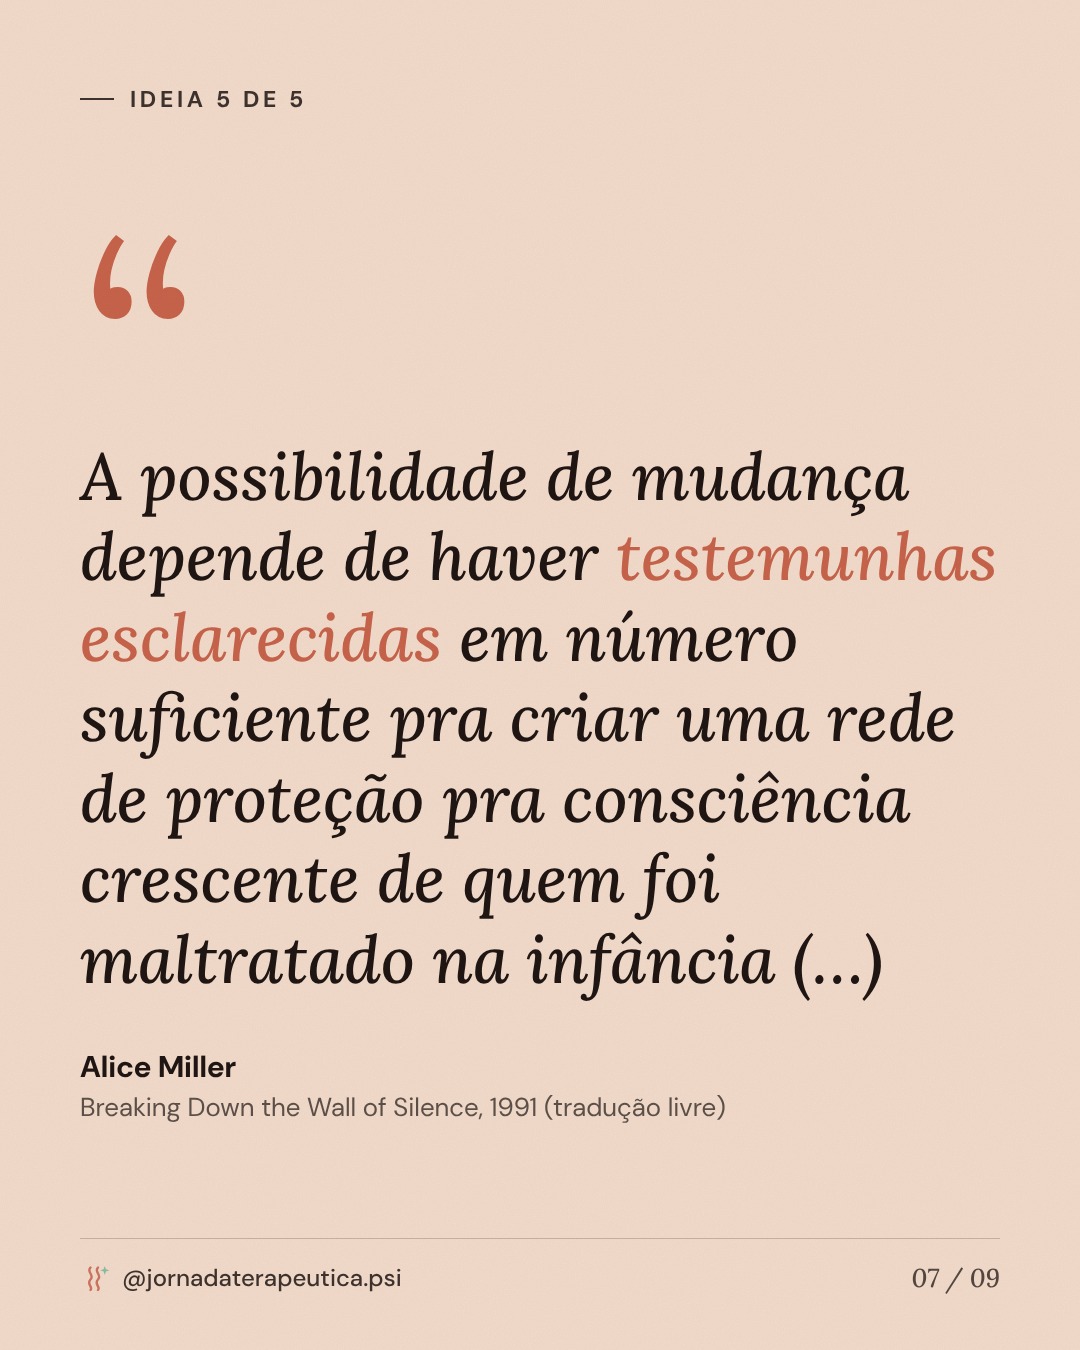 — IDEIA 5 DE 5
“
A possibilidade de mudança
depende de haver testemunhas
esclarecidas em número
suficiente pra criar uma rede
de proteção pra consciência
crescente de quem foi
maltratado na infância (...)
Alice Miller
Breaking Down the Wall of Silence, 1991 (tradução livre)
@jornadaterapeutica.psi
07 / 09